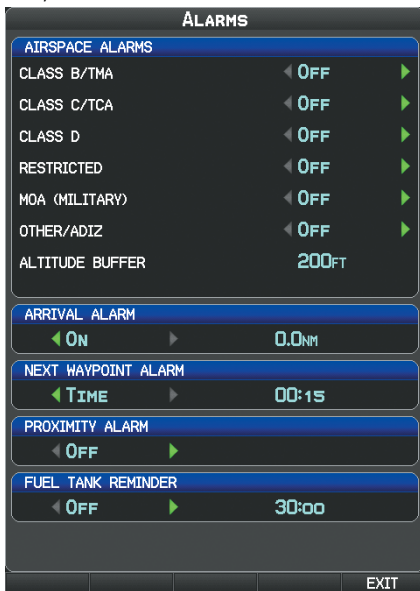 ALARMS
AIRSPACE ALARMS
CLASS B/TMA OFF
CLASS C/TCA OFF
CLASS D OFF
RESTRICTED OFF
MOA (MILITARY) OFF
OTHER/ADIZ OFF
ALTITUDE BUFFER 200FT
ARRIVAL ALARM
ON 0.0NM
NEXT WAYPOINT ALARM
TIME 00:15
PROXIMITY ALARM
OFF
FUEL TANK REMINDER
OFF 30:00
EXIT